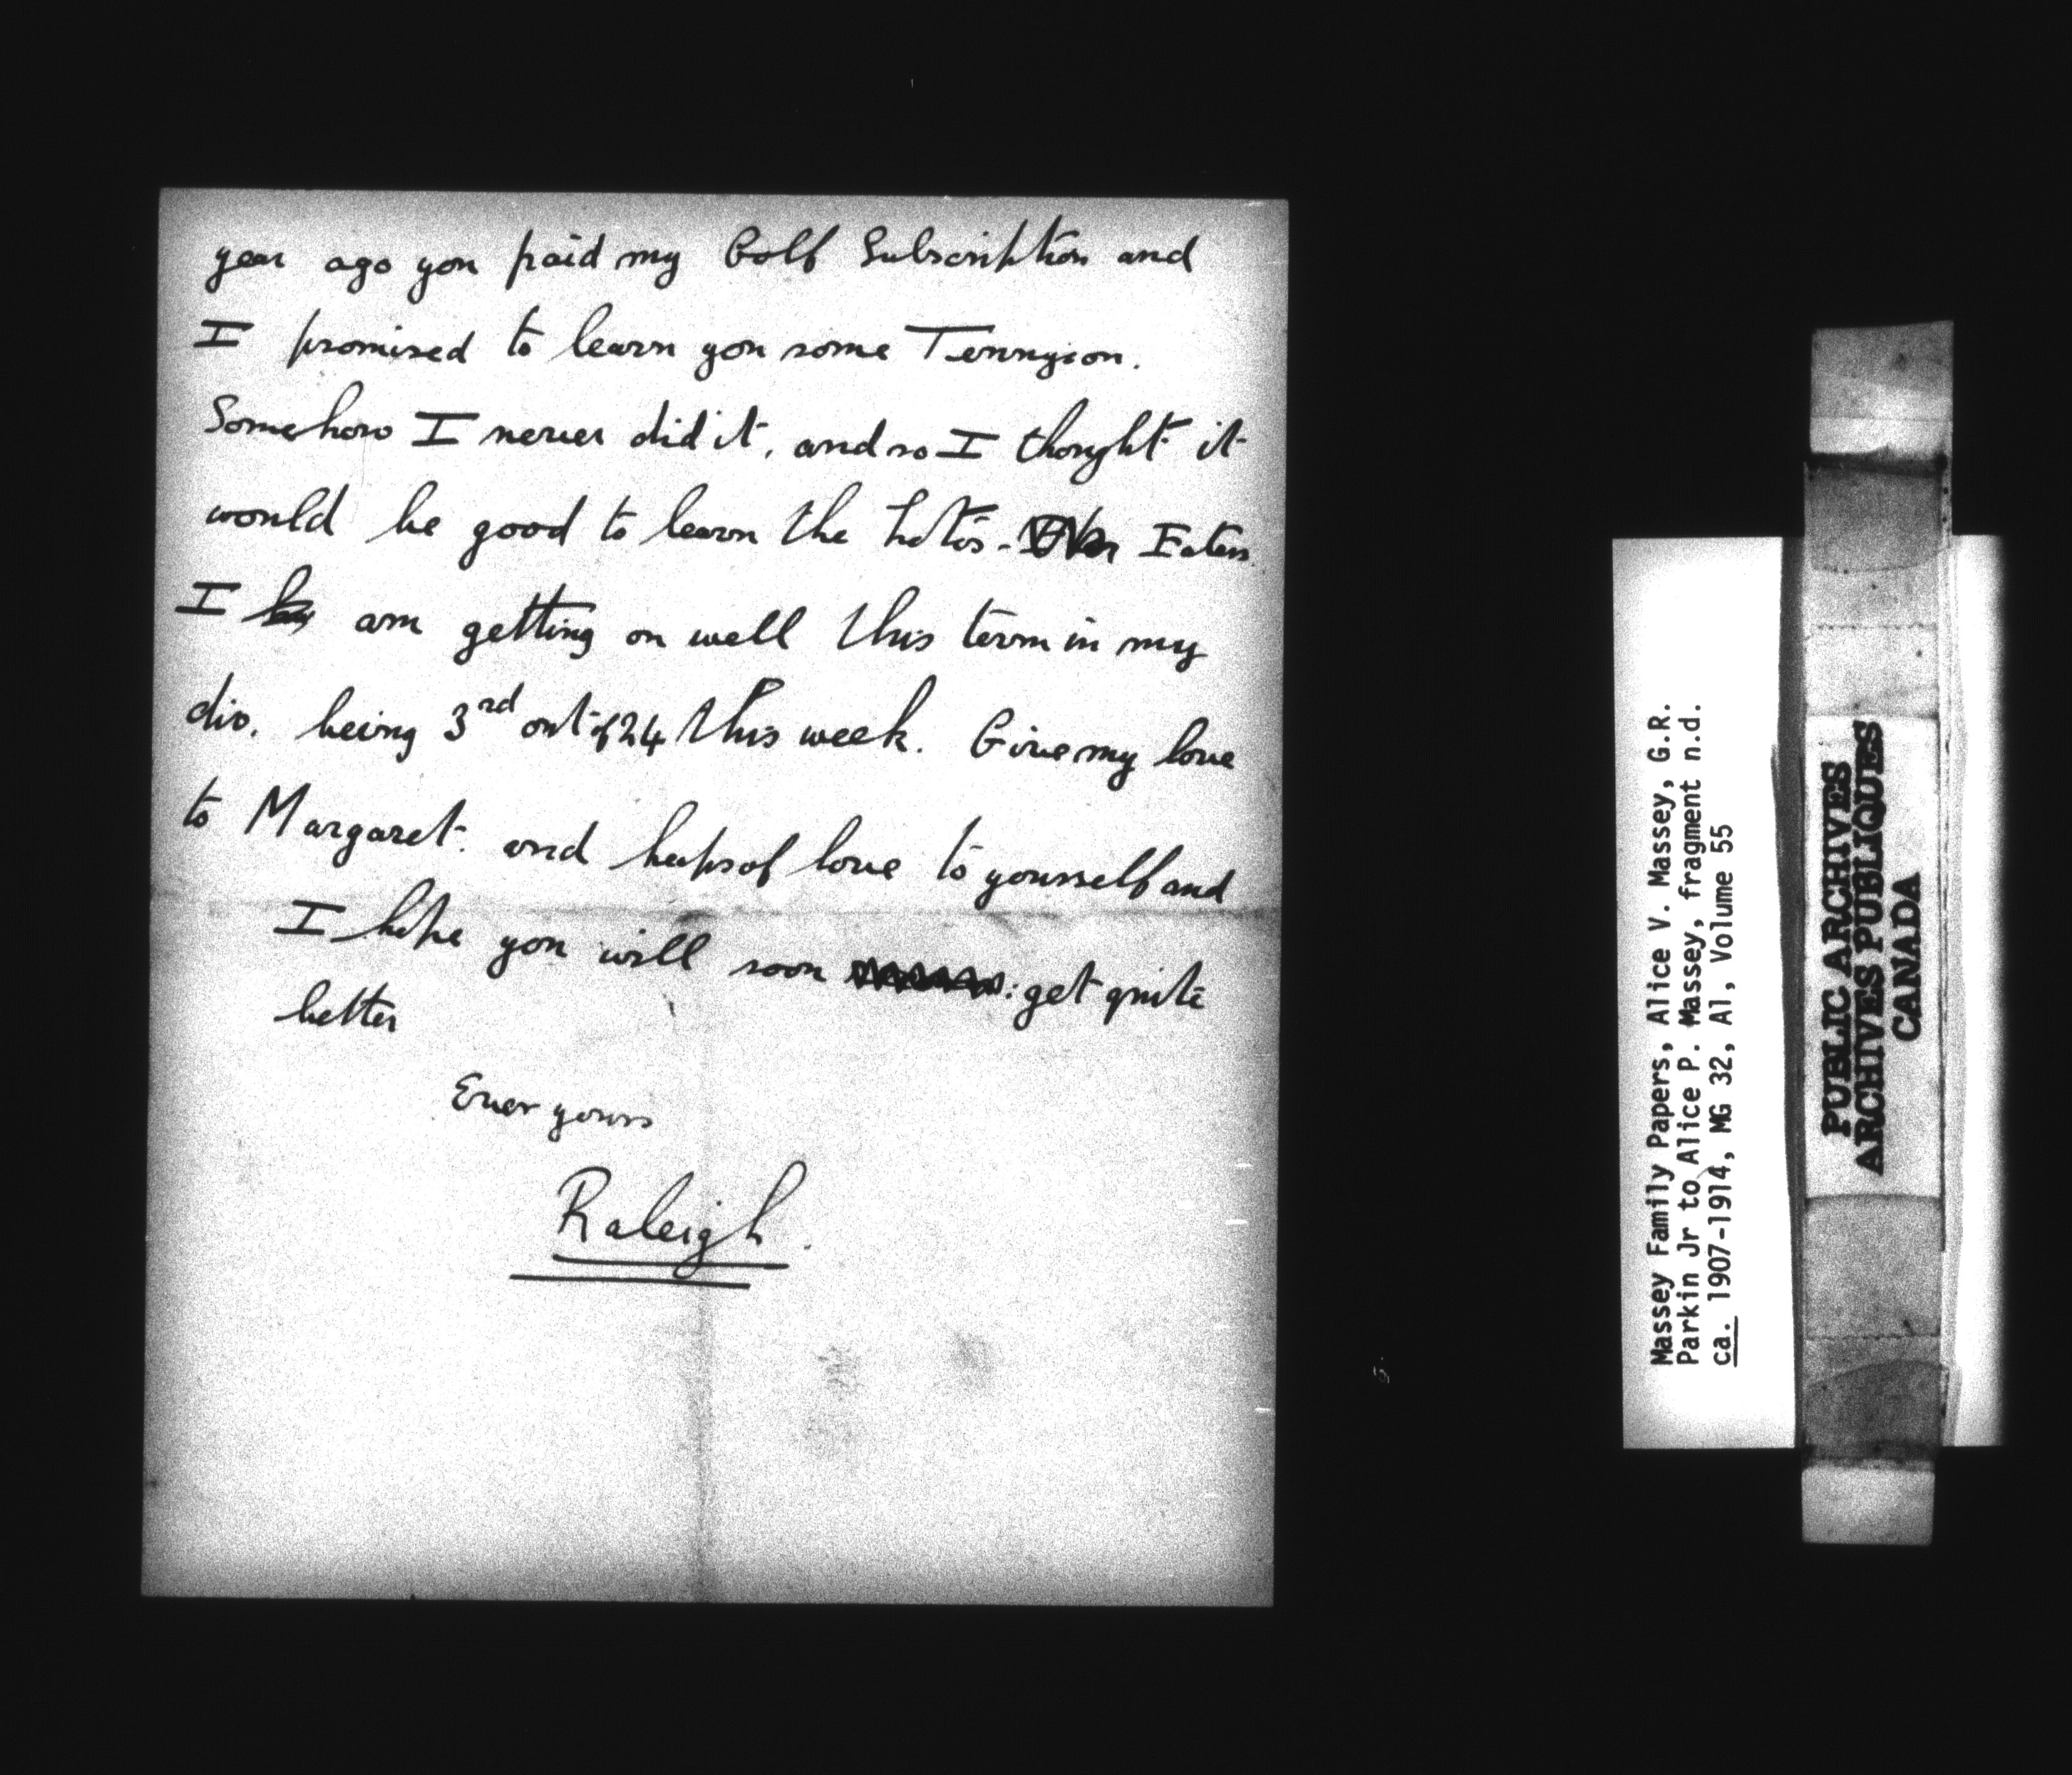 year ago you paid my Golf Subscription and
I promised to learn you some Tennyson.
Somehow I never did it, and so I thought it
would be good to learn the Lotos - Eaters.
I am getting on well this term in my
div. being 3rd out of 24 this week. Give my love
to Margaret. and heaps of love to yourself and
I hope you will soon get quite
better
Ever yours
Raleigh.
Massey Family Papers, Alice V. Massey, G.R.
Parkin Jr to Alice P. Massey, fragment n.d.
ca. 1907-1914, MG 32, A1, Volume 55
PUBLIC ARCHIVES
ARCHIVES PUBLIQUES
CANADA